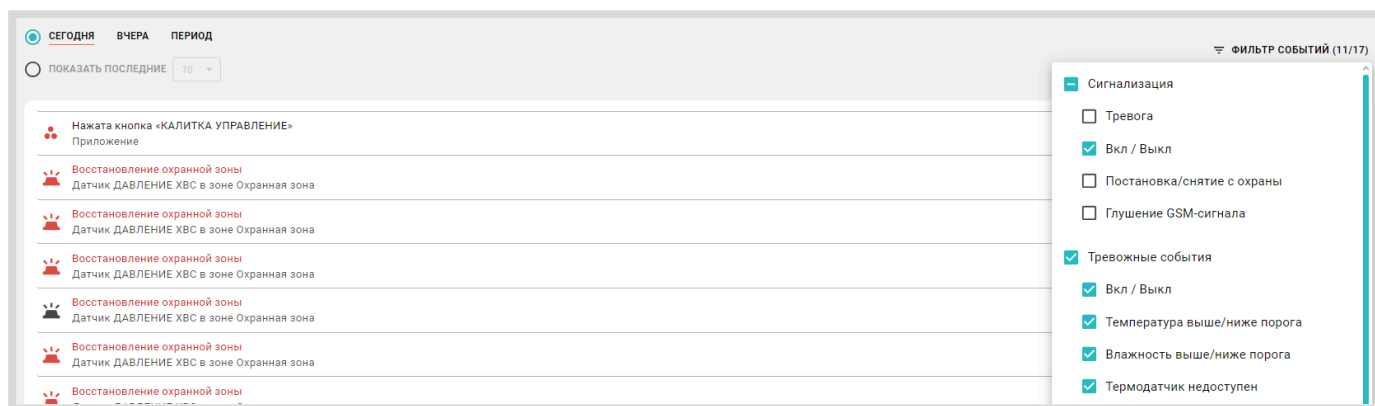 СЕГОДНЯ ВЧЕРА ПЕРИОД
ФИЛЬТР СОБЫТИЙ (11/17)
ПОКАЗАТЬ ПОСЛЕДНИЕ 10
Нажата кнопка «КАЛИТКА УПРАВЛЕНИЕ»
Приложение
Восстановление охранной зоны
Датчик ДАВЛЕНИЕ ХВС в зоне Охранная зона
Восстановление охранной зоны
Датчик ДАВЛЕНИЕ ХВС в зоне Охранная зона
Восстановление охранной зоны
Датчик ДАВЛЕНИЕ ХВС в зоне Охранная зона
Восстановление охранной зоны
Датчик ДАВЛЕНИЕ ХВС в зоне Охранная зона
Восстановление охранной зоны
Датчик ДАВЛЕНИЕ ХВС в зоне Охранная зона
Восстановление охранной зоны
Сигнализация
Тревога
Вкл / Выкл
Постановка/снятие с охраны
Глушение GSM-сигнала
Тревожные события
Вкл / Выкл
Температура выше/ниже порога
Влажность выше/ниже порога
Термодатчик недоступен